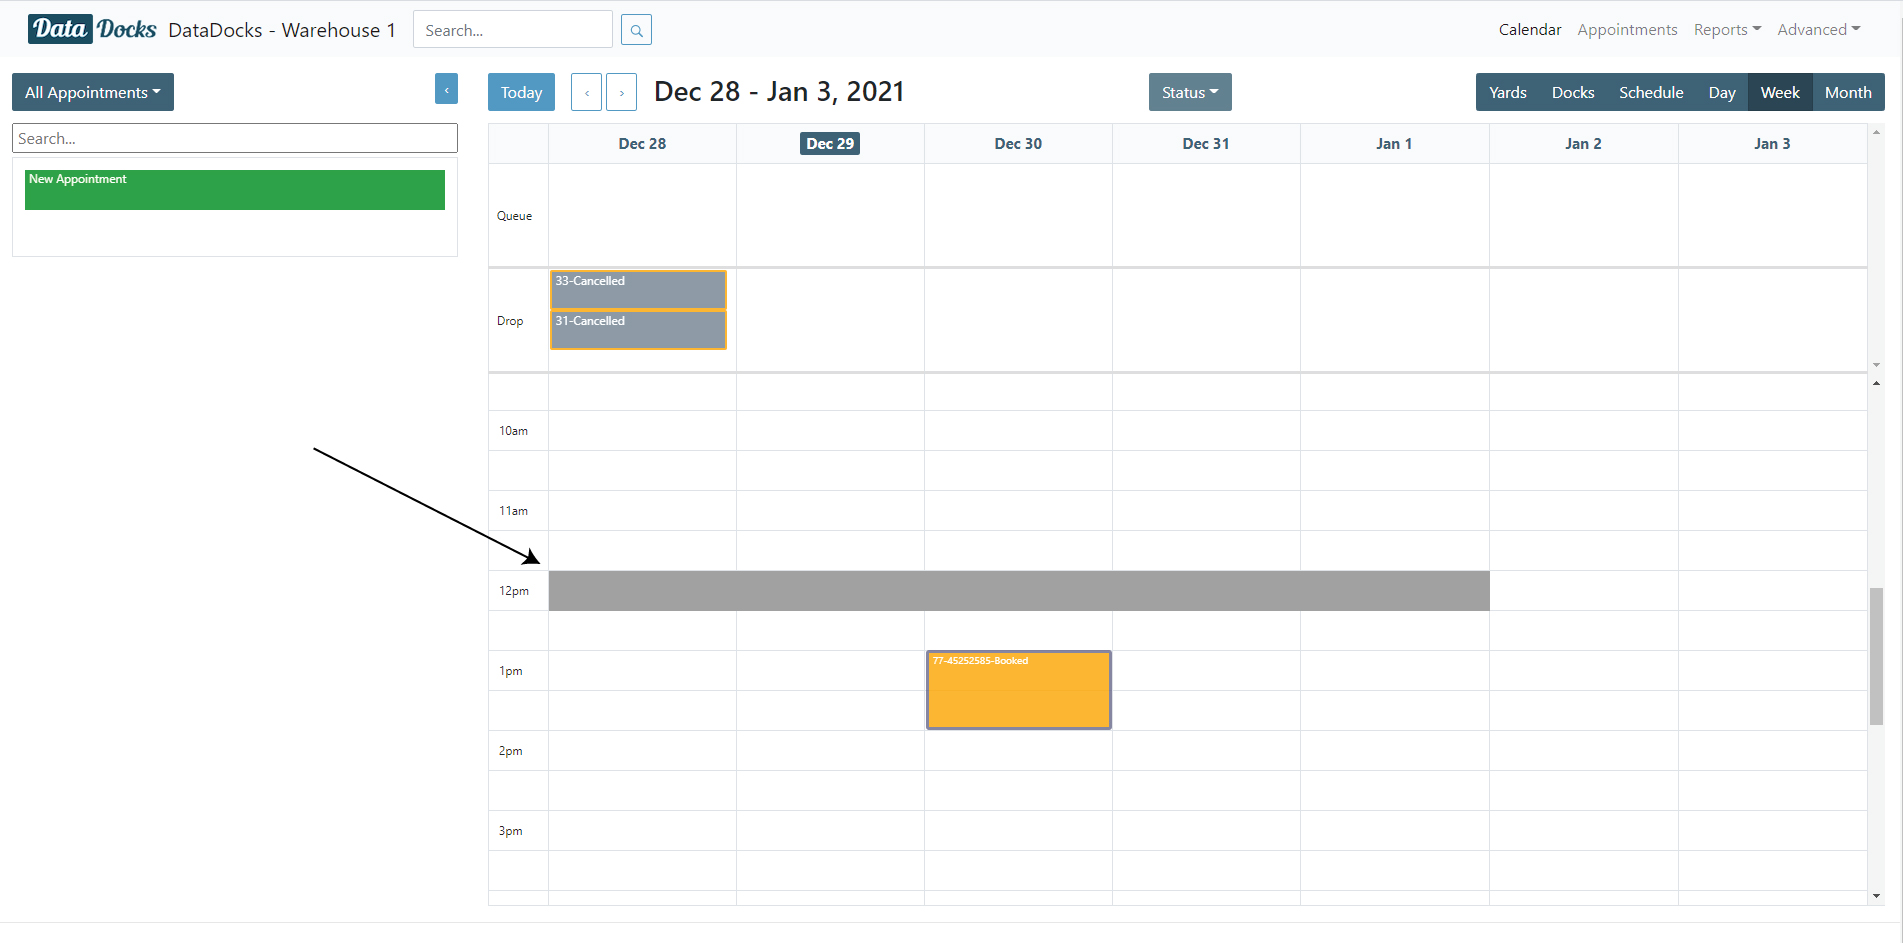 Data Docks DataDocks - Warehouse 1 Search... Calendar Appointments Reports Advanced
All Appointments ‹ Today ‹ › Dec 28 - Jan 3, 2021 Status Yards Docks Schedule Day Week Month
Search...
Dec 28 Dec 29 Dec 30 Dec 31 Jan 1 Jan 2 Jan 3
New Appointment
Queue
33-Cancelled
Drop
31-Cancelled
10am
11am
12pm
77-45252585-Booked
1pm
2pm
3pm